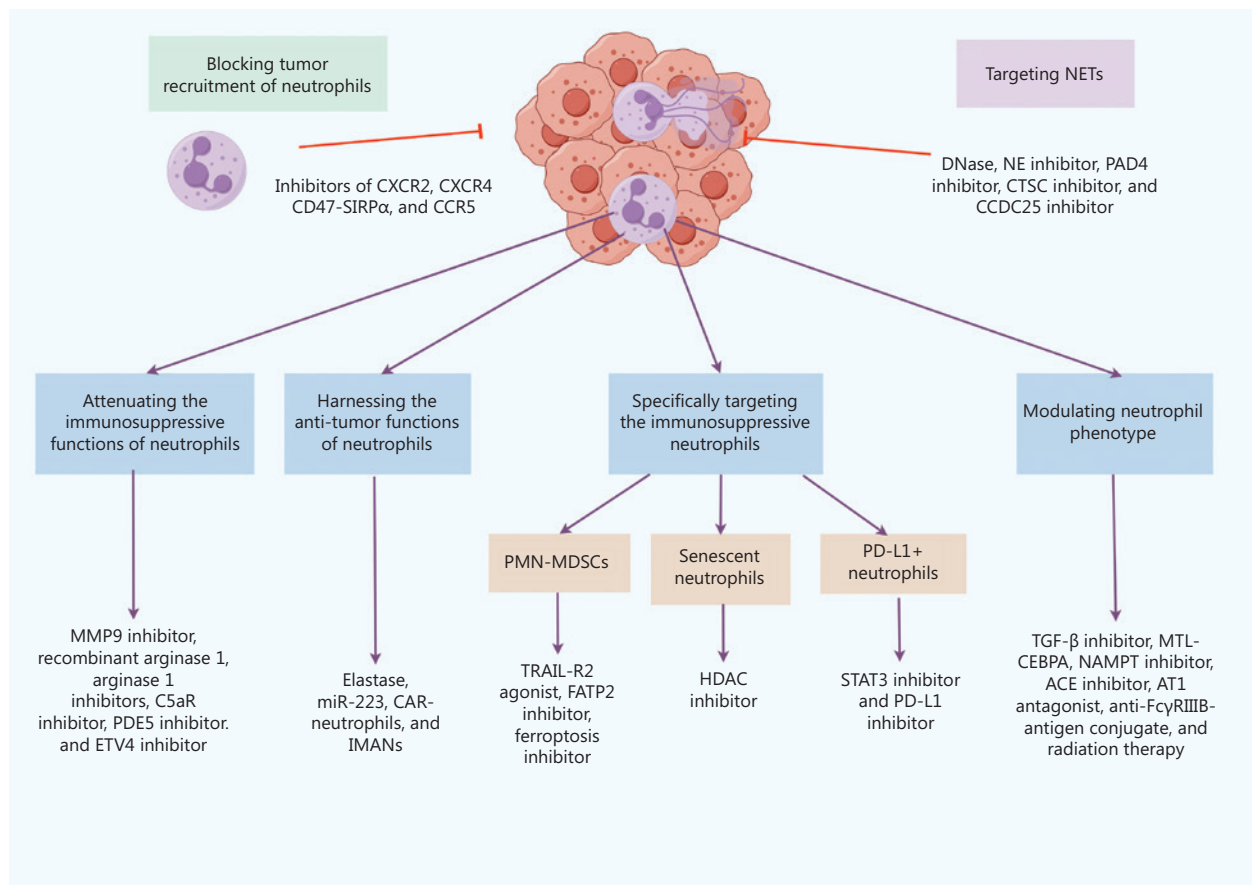 Blocking tumor
recruitment of neutrophils
Targeting NETs
Inhibitors of CXCR2, CXCR4
CD47-SIRPα, and CCR5
DNase, NE inhibitor, PAD4
inhibitor, CTSC inhibitor, and
CCDC25 inhibitor
Attenuating the
immunosuppressive
functions of neutrophils
Harnessing the
anti-tumor functions
of neutrophils
Specifically targeting
the immunosuppressive
neutrophils
Modulating neutrophil
phenotype
PMN-MDSCs
Senescent
neutrophils
PD-L1+
neutrophils
MMP9 inhibitor,
recombinant arginase 1,
arginase 1
inhibitors, C5aR
inhibitor, PDE5 inhibitor.
and ETV4 inhibitor
Elastase,
miR-223, CAR-
neutrophils, and
IMANs
TRAIL-R2
agonist, FATP2
inhibitor,
ferroptosis
inhibitor
HDAC
inhibitor
STAT3 inhibitor
and PD-L1
inhibitor
TGF-β inhibitor, MTL-
CEBPA, NAMPT inhibitor,
ACE inhibitor, AT1
antagonist, anti-FcγRIIIB-
antigen conjugate, and
radiation therapy